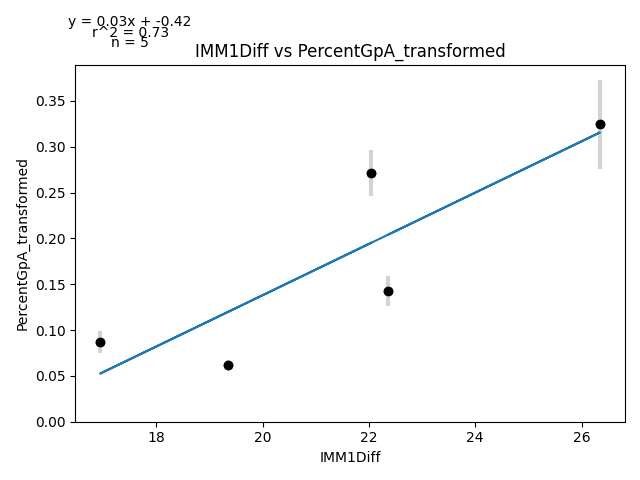 y = 0.03x + -0.42
r^2 = 0.73
n = 5
IMM1Diff vs PercentGpA_transformed
PercentGpA_transformed
0.35
0.30
0.25
0.20
0.15
0.10
0.05
0.00
18 20 22 24 26
IMM1Diff